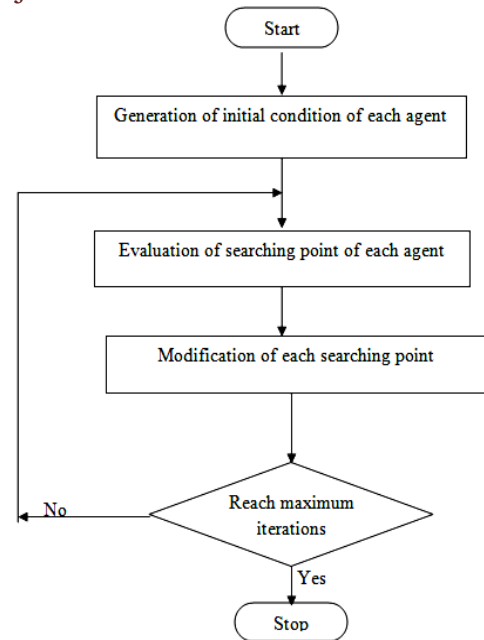 Start
Generation of initial condition of each agent
Evaluation of searching point of each agent
Modification of each searching point
Reach maximum
iterations
No
Yes
Stop